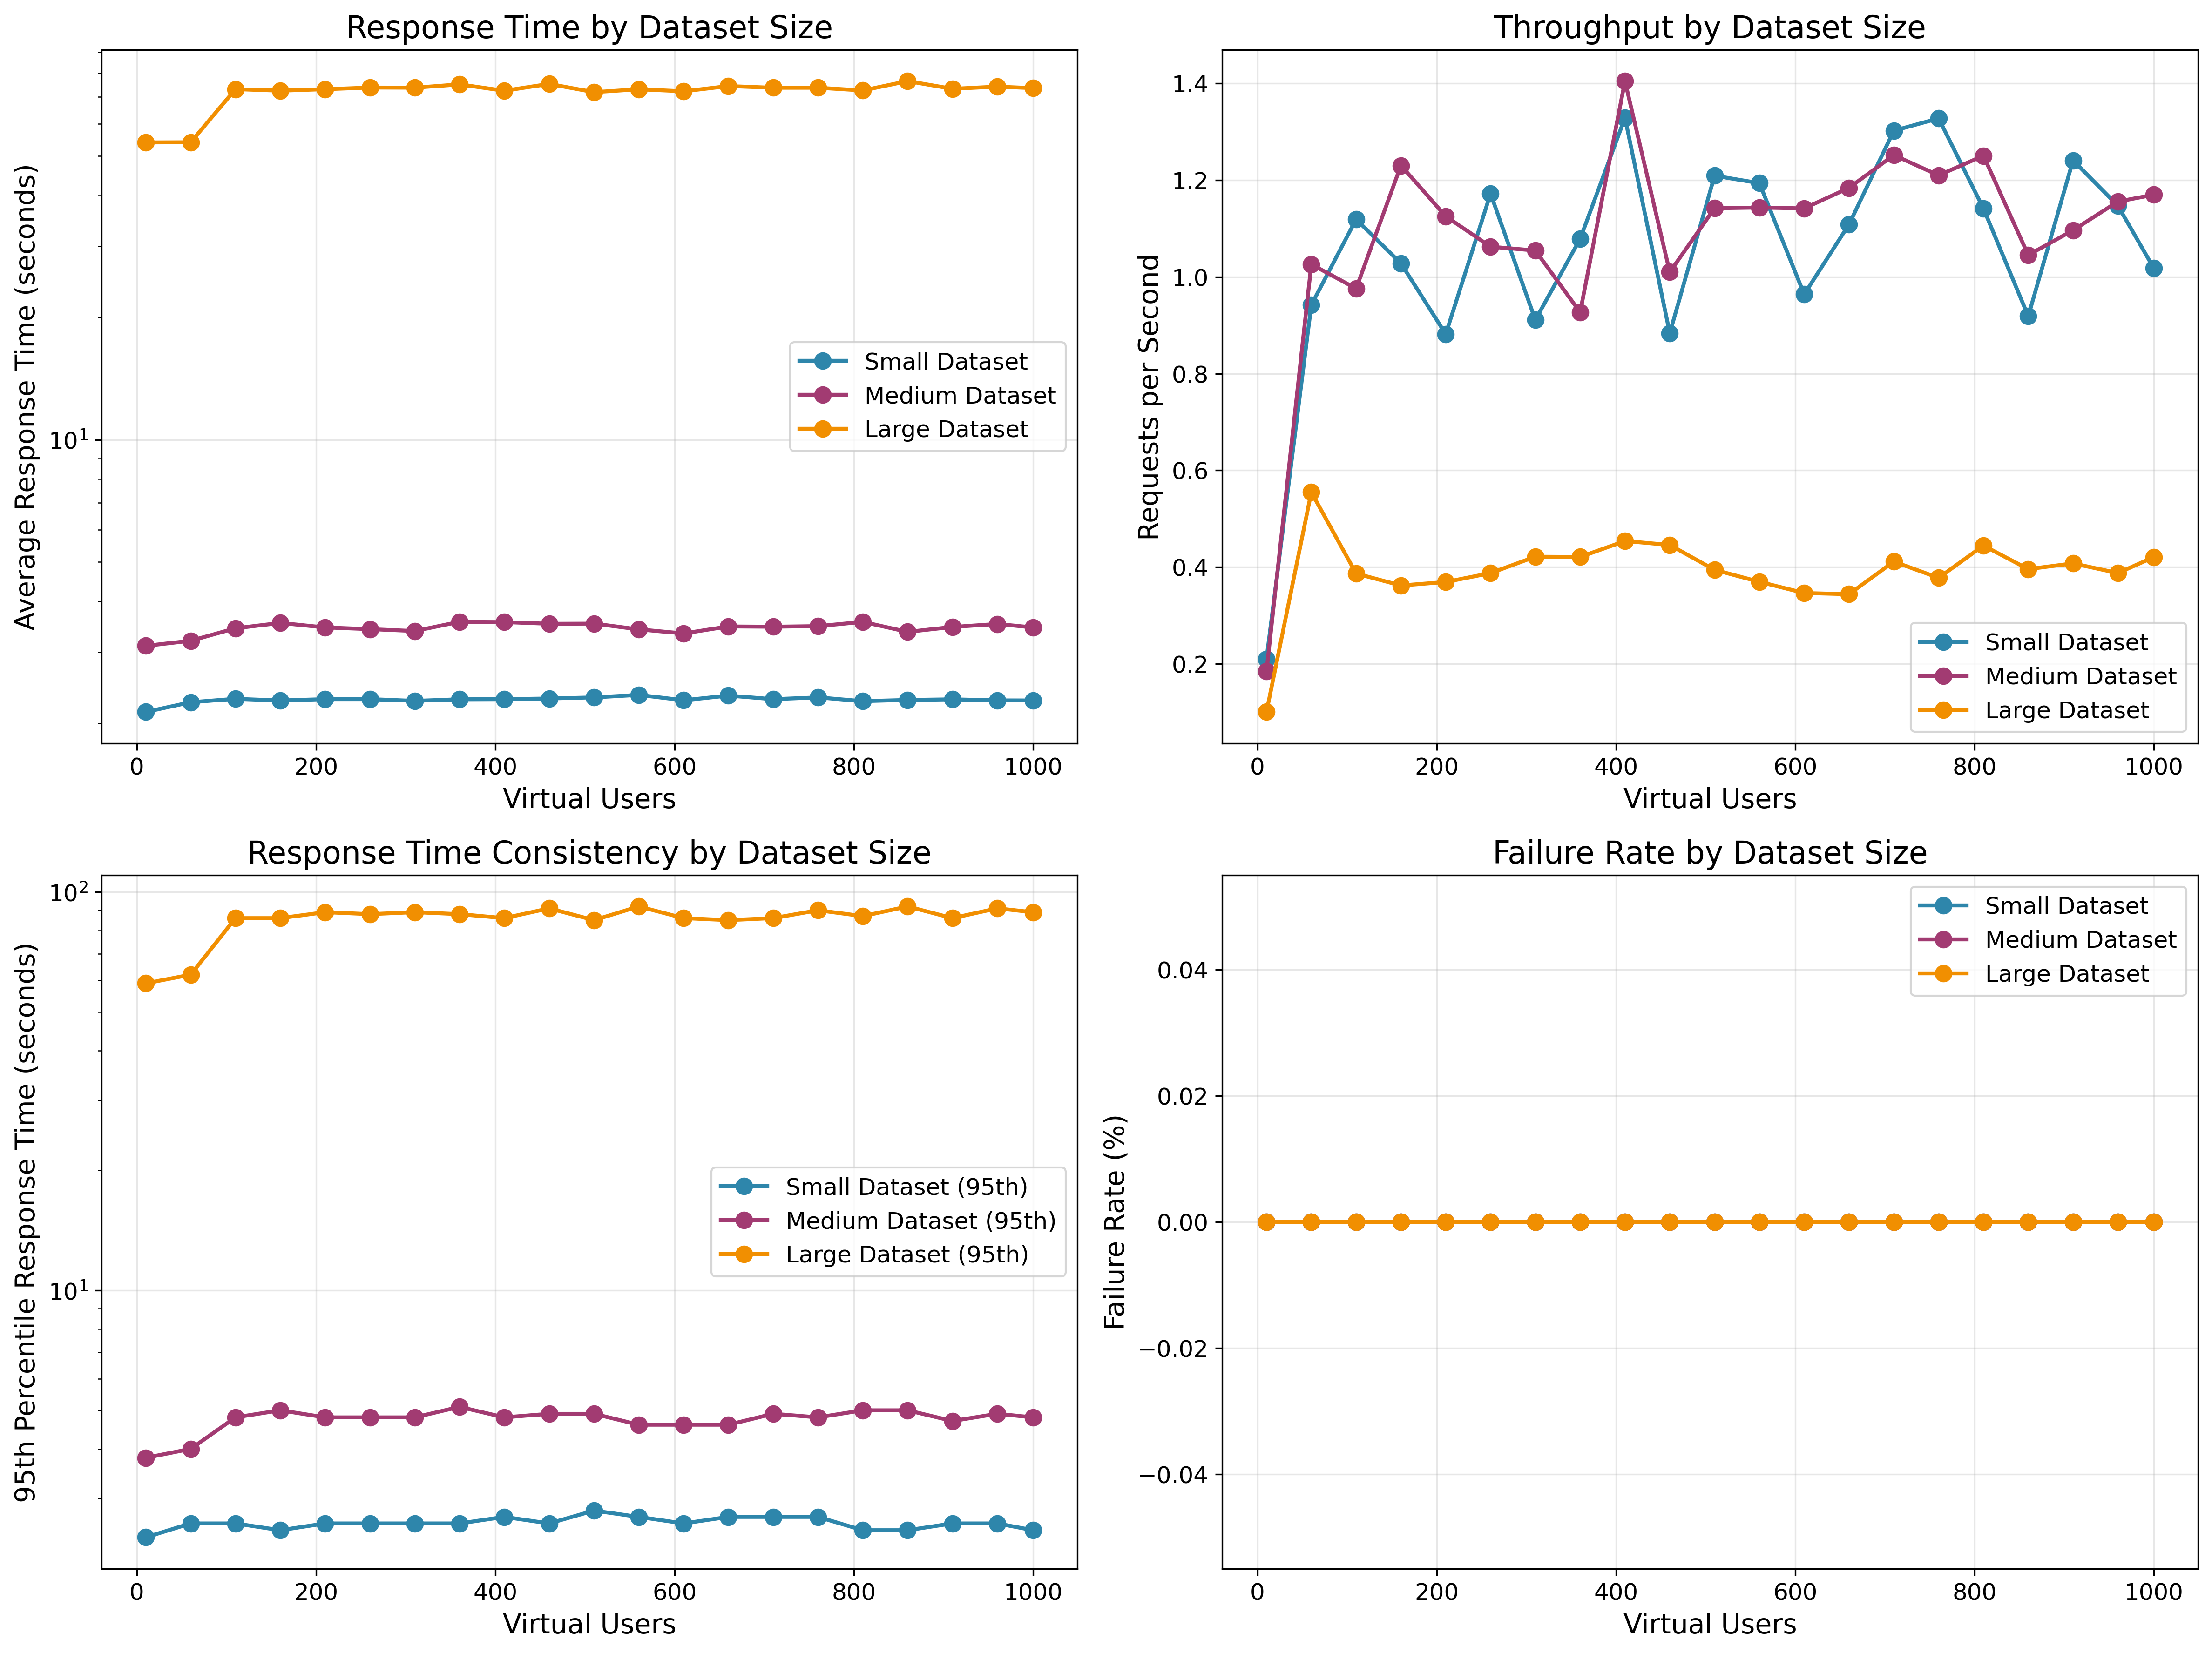 Response Time by Dataset Size
Average Response Time (seconds)
10¹
Small Dataset
Medium Dataset
Large Dataset
0 200 400 600 800 1000
Virtual Users
Throughput by Dataset Size
Requests per Second
1.4
1.2
1.0
0.8
0.6
0.4
0.2
Small Dataset
Medium Dataset
Large Dataset
0 200 400 600 800 1000
Virtual Users
Response Time Consistency by Dataset Size
95th Percentile Response Time (seconds)
10²
10¹
Small Dataset (95th)
Medium Dataset (95th)
Large Dataset (95th)
0 200 400 600 800 1000
Virtual Users
Failure Rate by Dataset Size
Failure Rate (%)
0.04
0.02
0.00
−0.02
−0.04
Small Dataset
Medium Dataset
Large Dataset
0 200 400 600 800 1000
Virtual Users